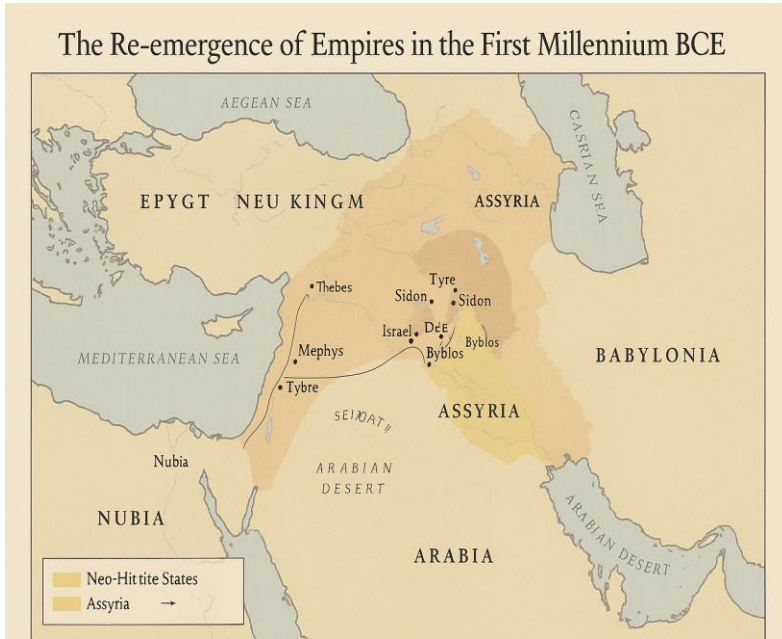 The Re-emergence of Empires in the First Millennium BCE
AEGEAN SEA
CASRIAN SEA
EPYGT NEU KINGM
ASSYRIA
Thebes
Tyre
Sidon
Sidon
Israel
Byblos
Byblos
MEDITERRANEAN SEA
Mephys
BABYLONIA
Tybre
ASSYRIA
Nubia
ARABIAN
DESERT
NUBIA
ARABIAN DESERT
ARABIA
Neo-Hittite States
Assyria →